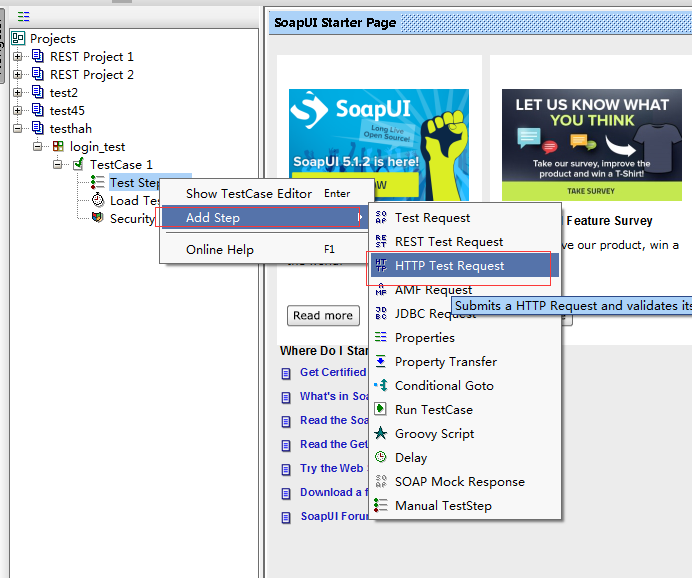 Projects
REST Project 1
REST Project 2
test2
test45
testhah
login_test
TestCase 1
Test Step
Load Te
Security
Show TestCase Editor Enter
Add Step
Online Help F1
Test Request
REST Test Request
HTTP Test Request
AMF Request
JDBC Request
Properties
Property Transfer
Conditional Goto
Run TestCase
Groovy Script
Delay
SOAP Mock Response
Manual TestStep
Submits a HTTP Request and validates its
SoapUI Starter Page
SoapUI
Long Live
Open Source!
SoapUI 5.1.2 is here!
OW
LET US KNOW WHAT
YOU THINK
Take our survey, improve the
product and win a T-Shirt!
TAKE SURVEY
Feature Survey
ve our product, win a
Read more
Where Do I Star
Get Certified
What's in Soa
Read the Soa
Read the Get
Try the Web
Download a f
SoapUI Forum